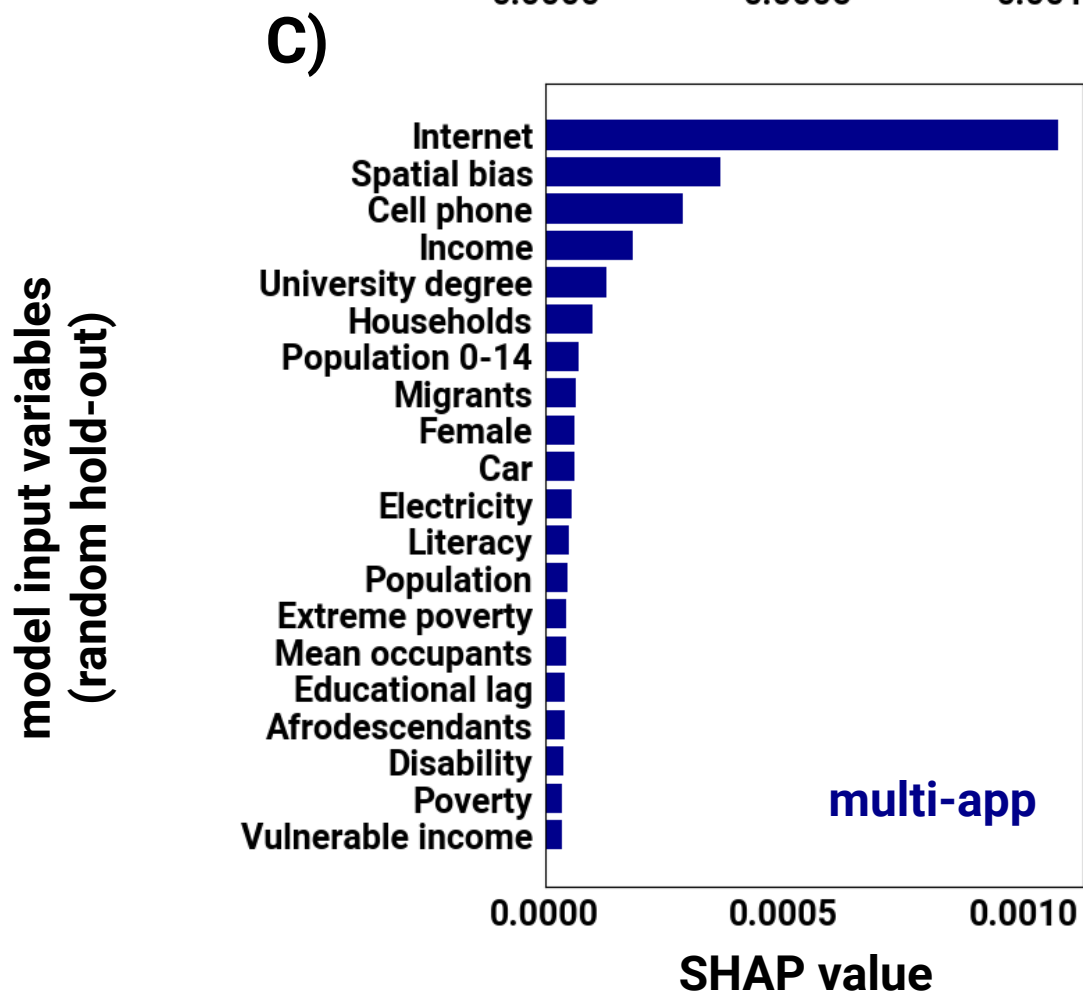 C)
Internet
Spatial bias
Cell phone
Income
University degree
Households
Population 0-14
Migrants
Female
Car
Electricity
Literacy
Population
Extreme poverty
Mean occupants
Educational lag
Afrodescendants
Disability
Poverty
Vulnerable income
model input variables
(random hold-out)
multi-app
0.0000 0.0005 0.0010
SHAP value